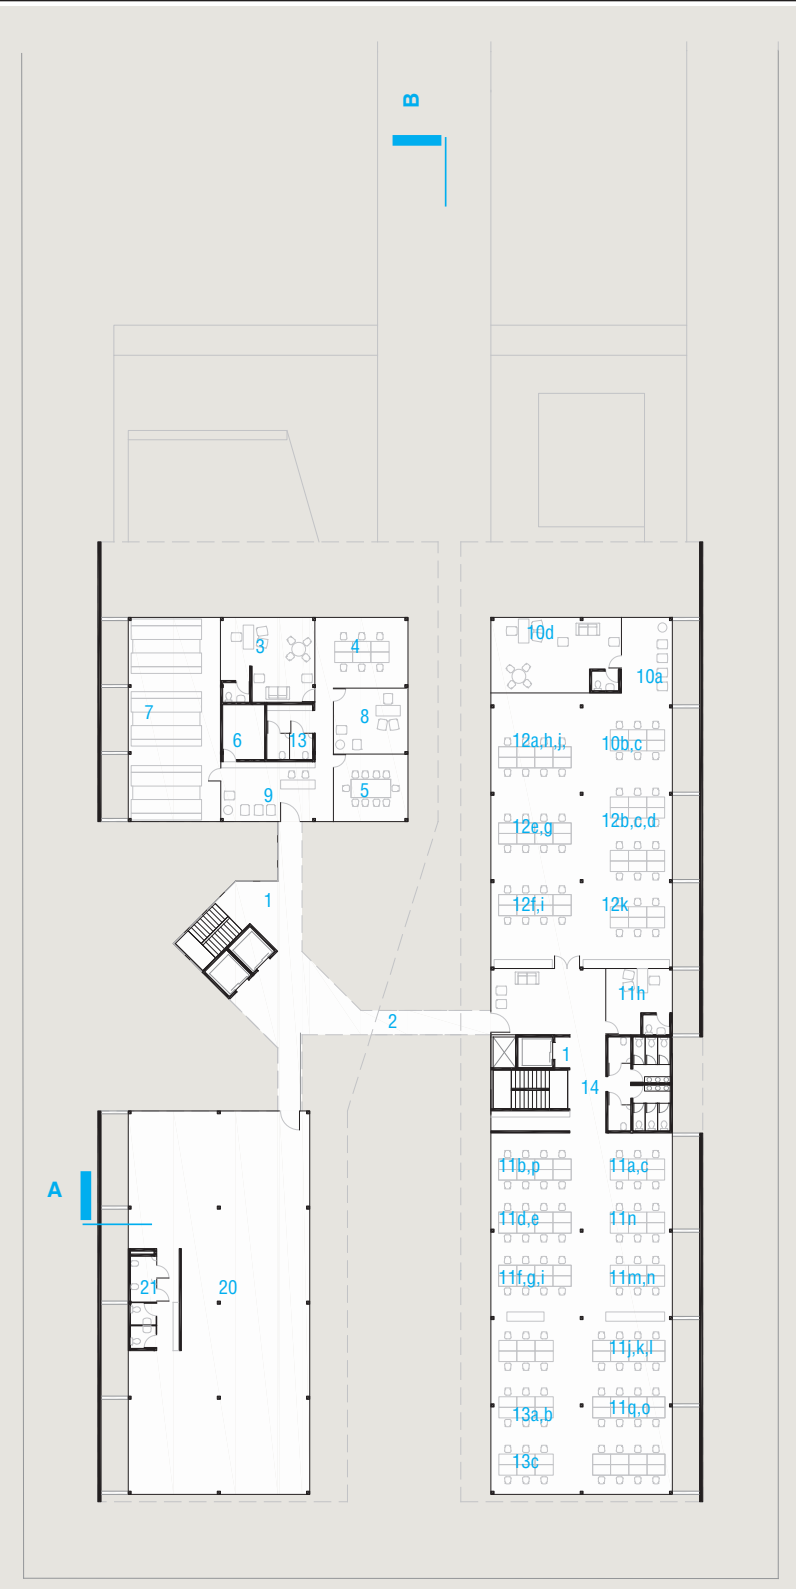 B
10d
3
4
10a
7
8
6
13
12a,h,j,
10b,c
5
9
12e,g
12b,c,d
1
12f,i
12k
11h
2
1
14
11b,p
11a,c
A
11d,e
11n
21
20
11f,g,i
11m,n
11j,k,l
13a,b
11q,o
13c